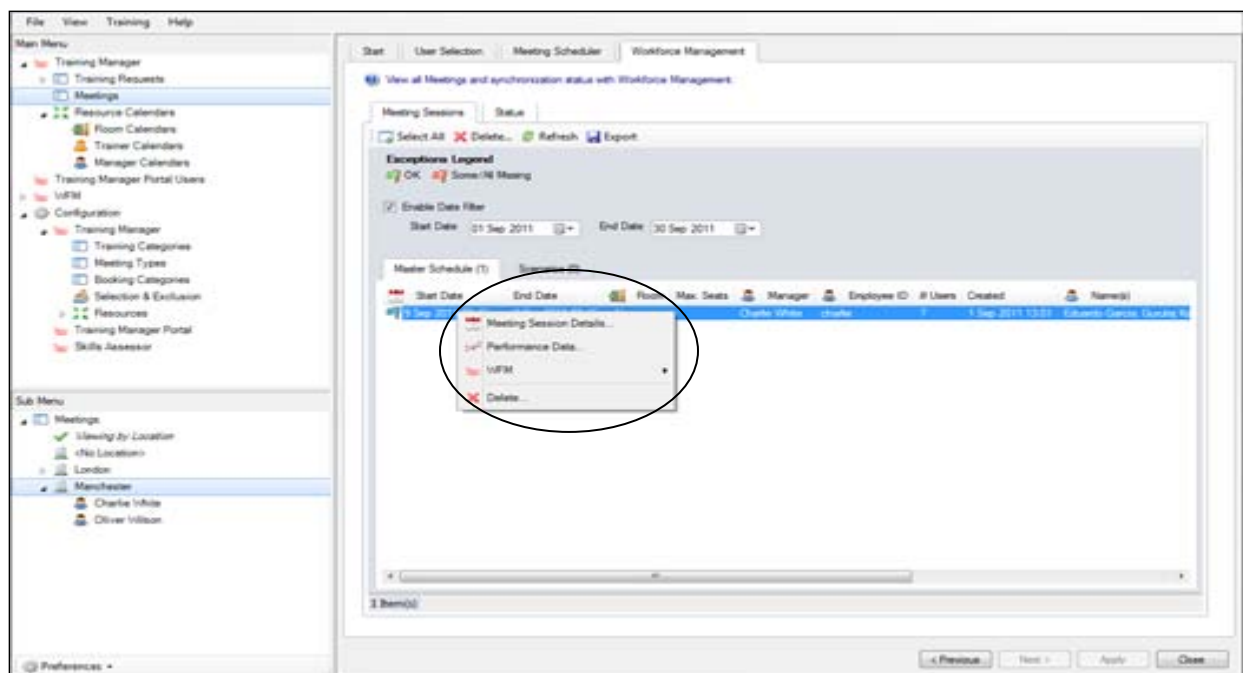 File View Training Help
Main Menu
Training Manager
Training Requests
Meetings
Resource Calendars
Room Calendars
Trainer Calendars
Manager Calendars
Training Manager Portal Users
WFM
Configuration
Training Manager
Training Categories
Meeting Types
Booking Categories
Selection & Exclusion
Resources
Training Manager Portal
Skills Assessor
Sub Menu
Meetings
Viewing by Location
<No Location>
London
Manchester
Charlie White
Oliver Wilson
Preferences
Start User Selection Meeting Scheduler Workforce Management
View all Meetings and synchronization status with Workforce Management.
Meeting Sessions Status
Select All Delete... Refresh Export
Exceptions Legend
OK Some/All Missing
Enable Date Filter
Start Date 01 Sep 2011 End Date 30 Sep 2011
Master Schedule (1) Scenarios
Start Date End Date Room Max. Seats Manager Employee ID # Users Created Name(s)
9 Sep Charlie White charlie 7 1 Sep 2011 13:01 Eduardo Garcia,
Meeting Session Details...
Performance Data...
WFM
Delete...
1 Item(s)
< Previous Next > Apply Close